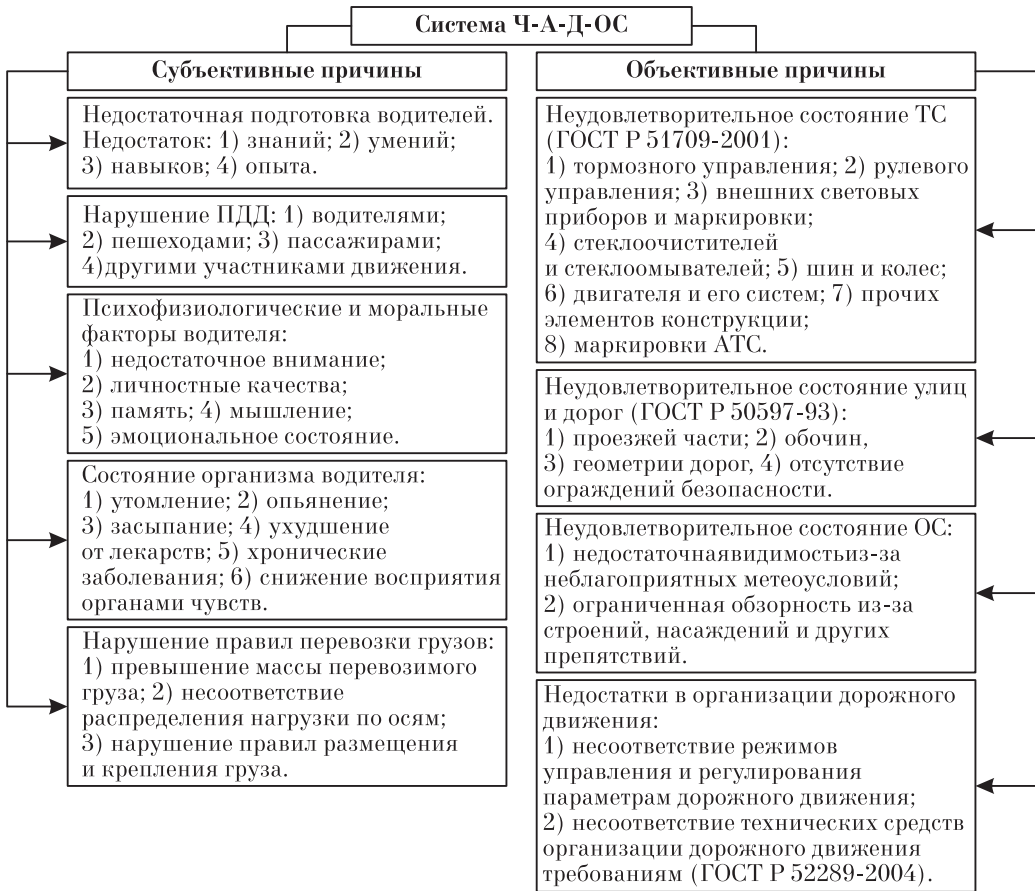 Система Ч-А-Д-ОС
Субъективные причины
Недостаточная подготовка водителей.
Недостаток: 1) знаний; 2) умений;
3) навыков; 4) опыта.
Нарушение ПДД: 1) водителями;
2) пешеходами; 3) пассажирами;
4)другими участниками движения.
Психофизиологические и моральные
факторы водителя:
1) недостаточное внимание;
2) личностные качества;
3) память; 4) мышление;
5) эмоциональное состояние.
Состояние организма водителя:
1) утомление; 2) опьянение;
3) засыпание; 4) ухудшение
от лекарств; 5) хронические
заболевания; 6) снижение восприятия
органами чувств.
Нарушение правил перевозки грузов:
1) превышение массы перевозимого
груза; 2) несоответствие
распределения нагрузки по осям;
3) нарушение правил размещения
и крепления груза.
Объективные причины
Неудовлетворительное состояние ТС
(ГОСТ Р 51709-2001):
1) тормозного управления; 2) рулевого
управления; 3) внешних световых
приборов и маркировки;
4) стеклоочистителей
и стеклоомывателей; 5) шин и колес;
6) двигателя и его систем; 7) прочих
элементов конструкции;
8) маркировки АТС.
Неудовлетворительное состояние улиц
и дорог (ГОСТ Р 50597-93):
1) проезжей части; 2) обочин,
3) геометрии дорог, 4) отсутствие
ограждений безопасности.
Неудовлетворительное состояние ОС:
1) недостаточнаявидимостьиз-за
неблагоприятных метеоусловий;
2) ограниченная обзорность из-за
строений, насаждений и других
препятствий.
Недостатки в организации дорожного
движения:
1) несоответствие режимов
управления и регулирования
параметрам дорожного движения;
2) несоответствие технических средств
организации дорожного движения
требованиям (ГОСТ Р 52289-2004).